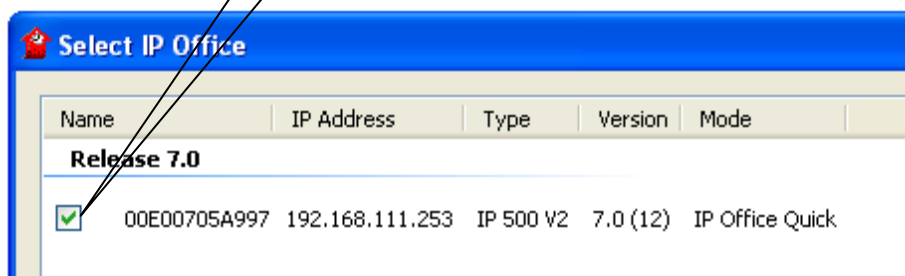 Select IP Office
Name IP Address Type Version Mode
Release 7.0
00E00705A997 192.168.111.253 IP 500 V2 7.0 (12) IP Office Quick